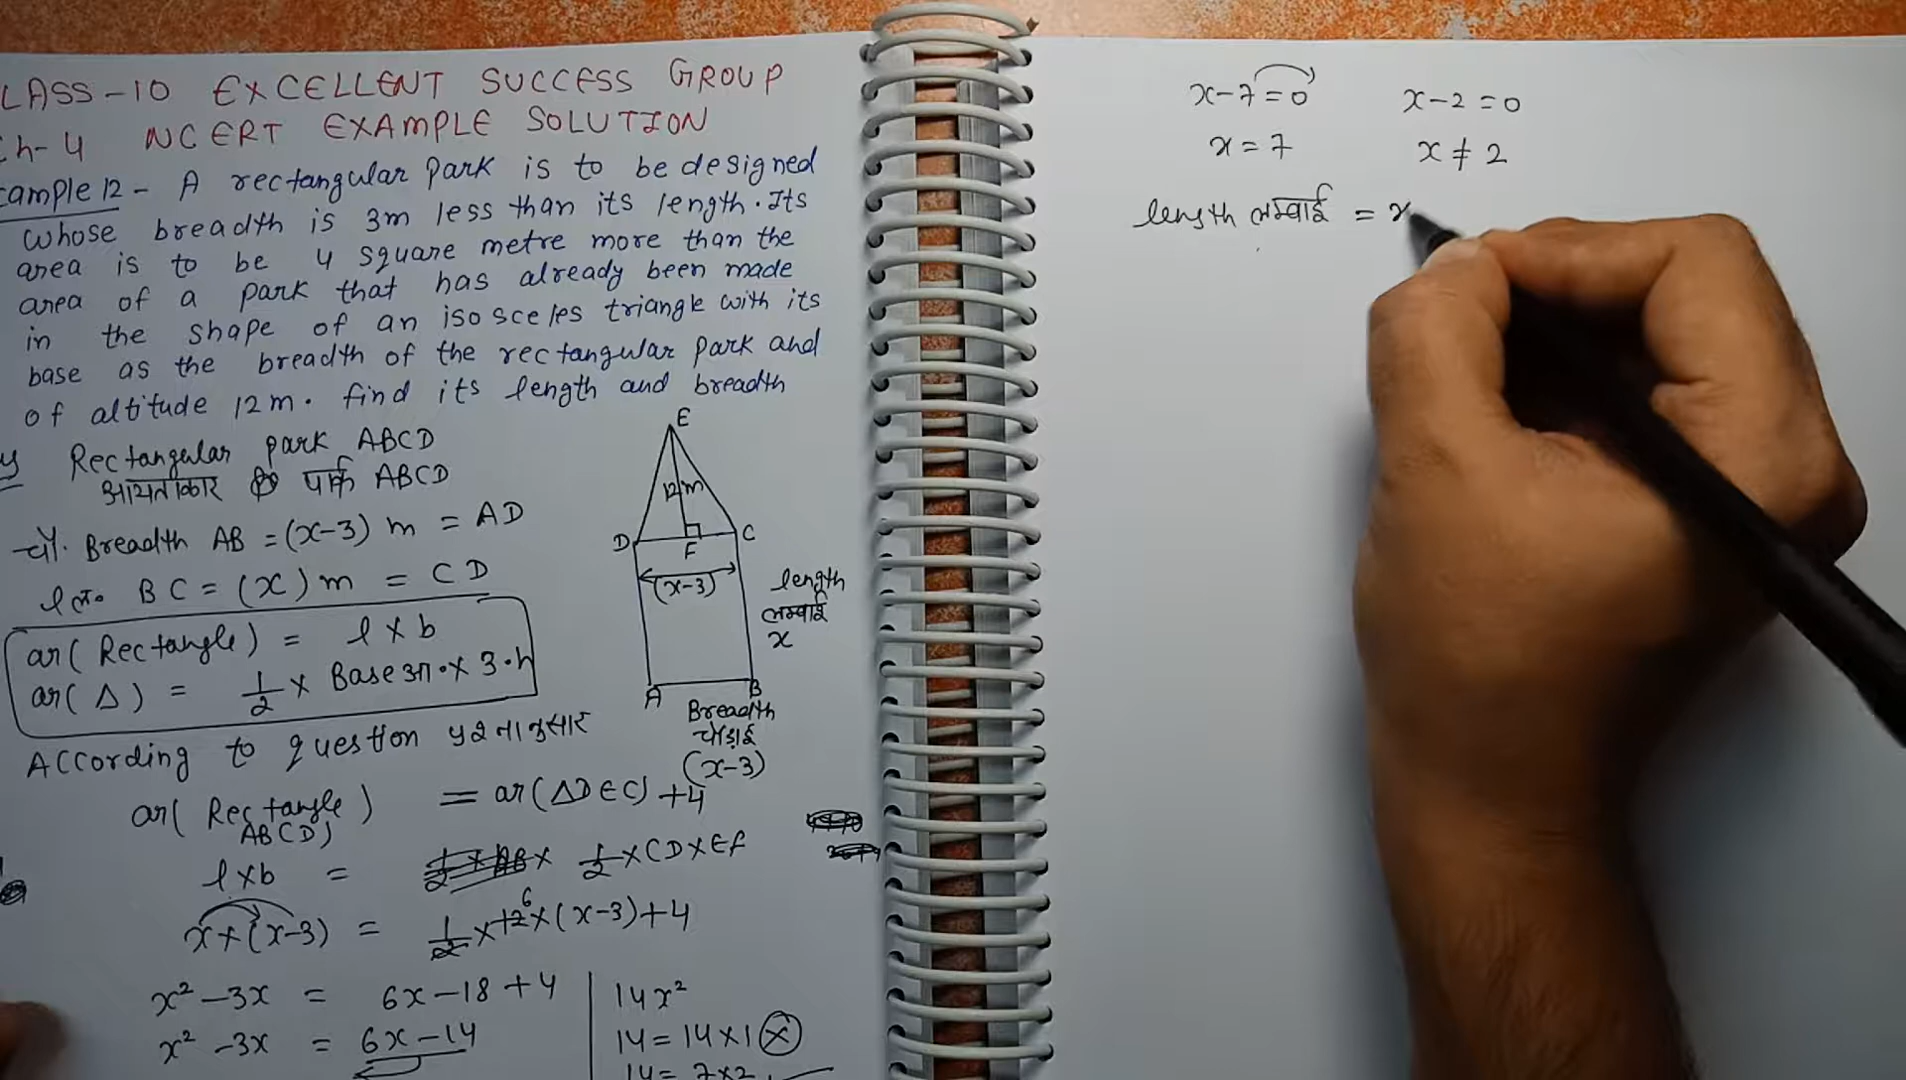 LASS-10 EXCELLENT SUCCESS GROUP
Ch-4 NCERT EXAMPLE SOLUTION
ample 12 - A rectangular park is to be designed
whose breadth is 3m less than its length. Its
area is to be 4 square metre more than the
area of a park that has already been made
in the shape of an isosceles triangle with its
base as the breadth of the rectangular park and
of altitude 12m. find its length and breadth
Rectangular park ABCD
आयताकार पार्क ABCD
चौ. Breadth AB = (x-3) m = AD
l ल० BC = (x) m = CD
ar( Rectangle) = l x b
ar( Δ ) = 1/2 x Base आ०x उ.h
According to question प्रश्नानुसार
ar( Rectangle ) = ar(ΔDEC) +4
ABCD)
l x b = 1/2 x CD x EF
x x (x-3) = 1/2 x 12 6 x (x-3) +4
x² -3x = 6x -18 +4
x² -3x = 6x -14
14x²
14 = 14 x 1 x
14 = 7x2
E
12m
D
F
C
(x-3)
length
लम्बाई
x
A
B
Breadth
चौड़ाई
(x-3)
x-7=0 x-2=0
x=7 x≠2
length लम्बाई = x